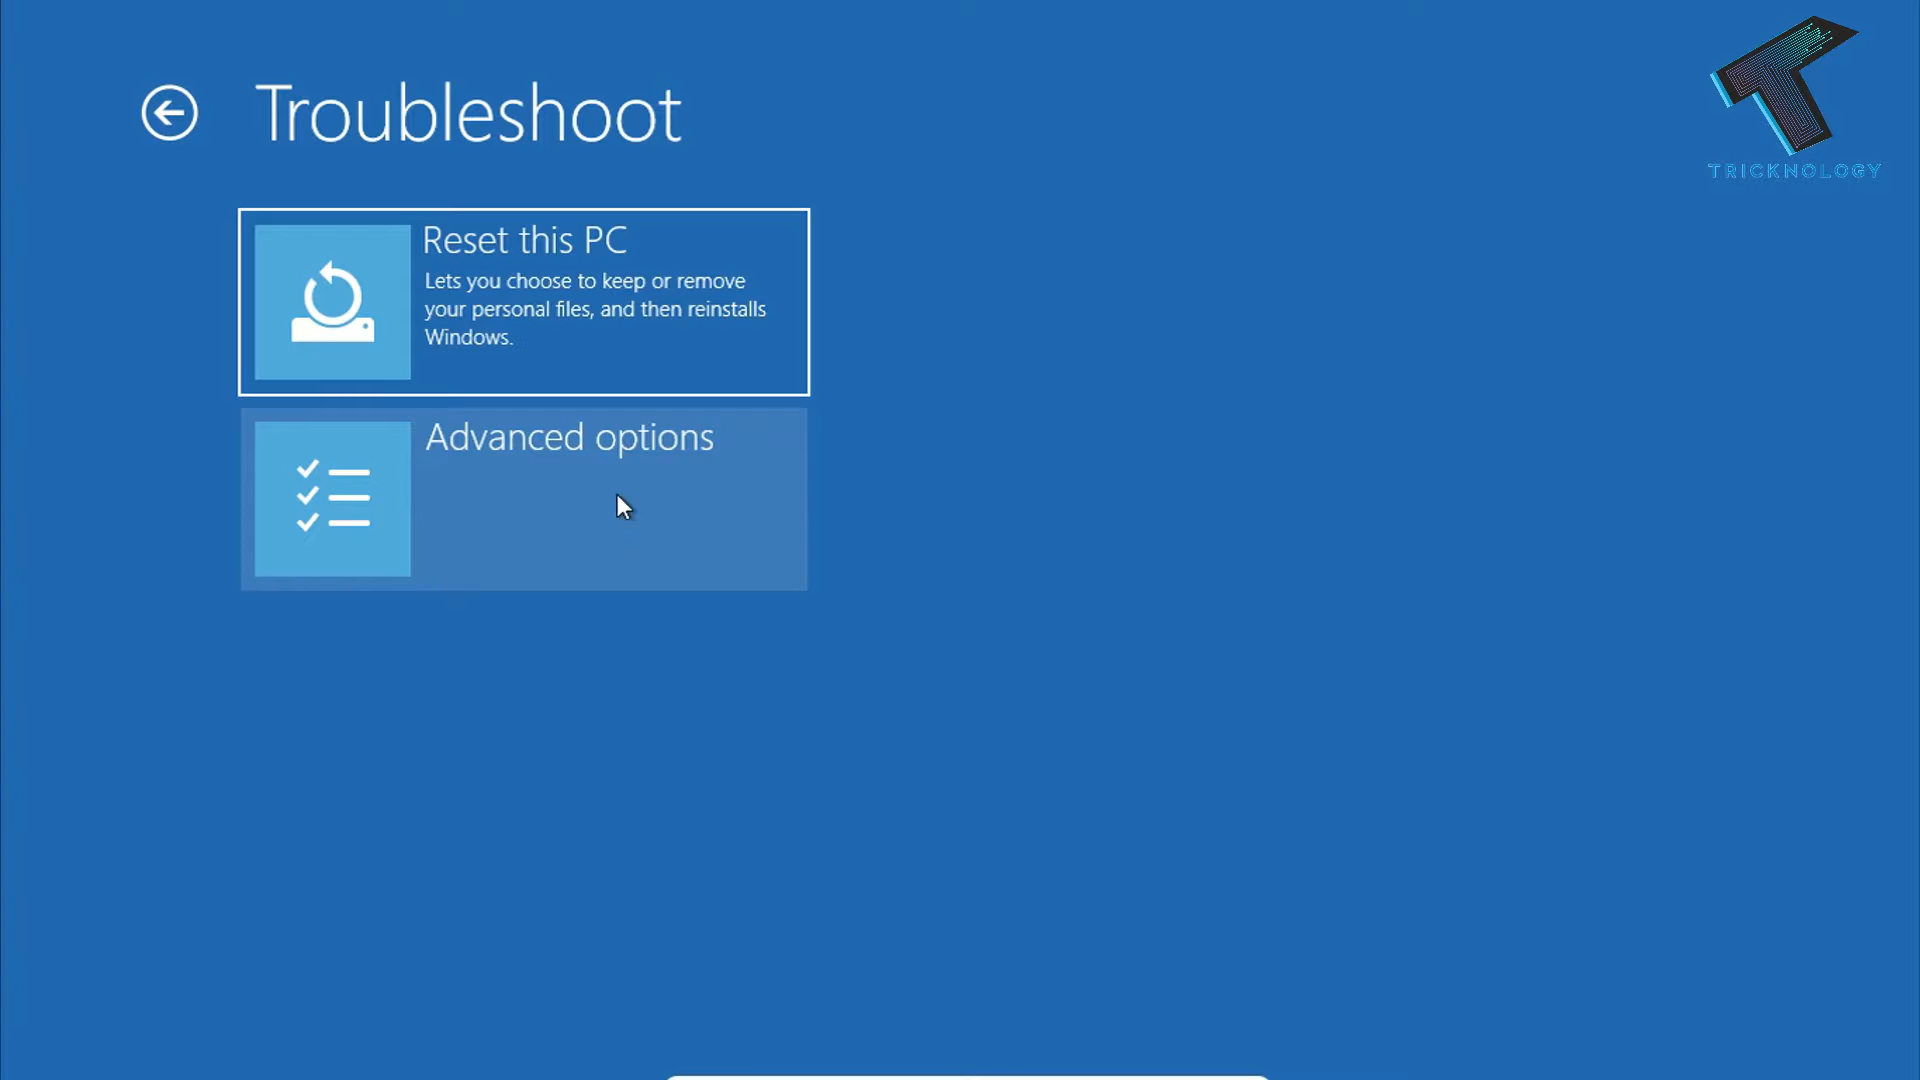 Troubleshoot
TRICKNOLOGY
Reset this PC
Lets you choose to keep or remove
your personal files, and then reinstalls
Windows.
Advanced options